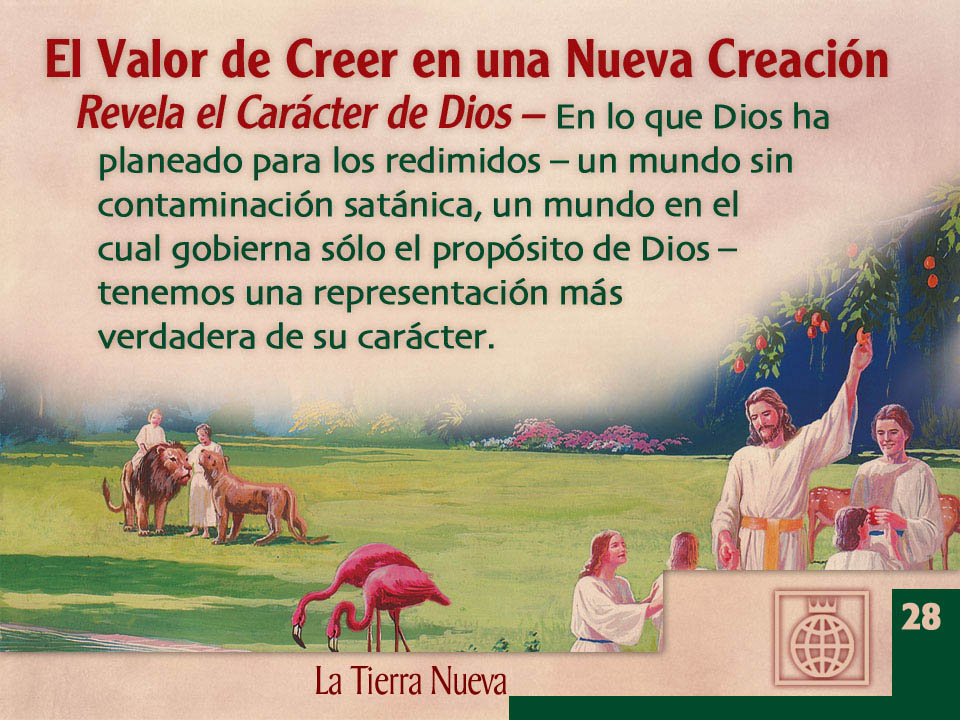 El Valor de Creer en una Nueva Creación
Revela el Carácter de Dios – En lo que Dios ha
planeado para los redimidos – un mundo sin
contaminación satánica, un mundo en el
cual gobierna sólo el propósito de Dios –
tenemos una representación más
verdadera de su carácter.
28
La Tierra Nueva